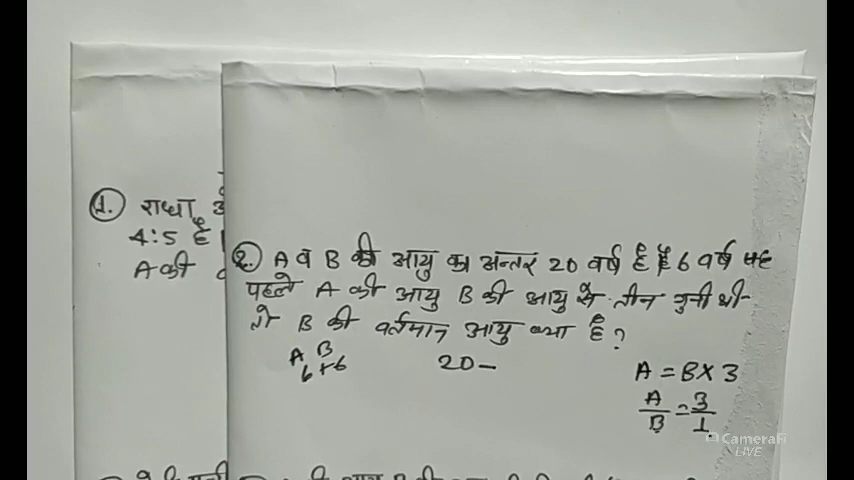 1. राधा
4:5 है।
A की
2. A व B की आयु का अन्तर 20 वर्ष है 6 वर्ष
पहले A की आयु B की आयु से तीन गुनी थी
तो B की वर्तमान आयु क्या है?
A B
6+6
20-
A = B×3
A/B = 3/1
CameraFi
LIVE